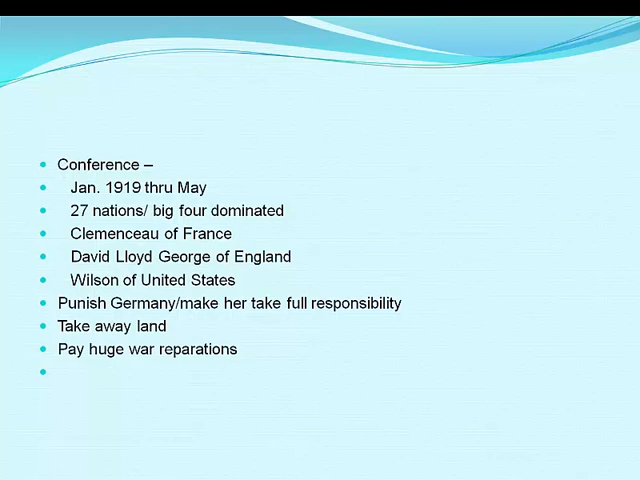 Conference –
Jan. 1919 thru May
27 nations/ big four dominated
Clemenceau of France
David Lloyd George of England
Wilson of United States
Punish Germany/make her take full responsibility
Take away land
Pay huge war reparations